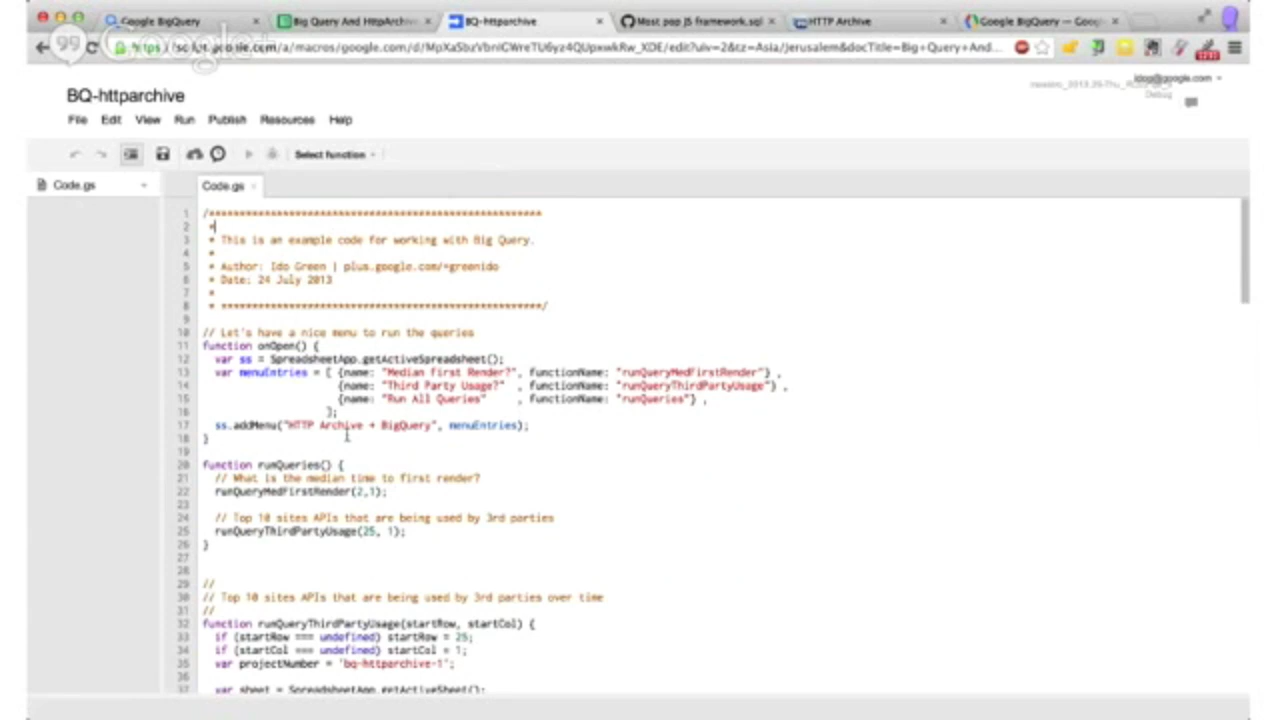 Google BigQuery
Big Query And HttpArchiv
BQ-httparchive
Most pop JS framework.sql
HTTP Archive
Google BigQuery — Goog
Google+
BQ-httparchive
idog@google.com
Debug
File Edit View Run Publish Resources Help
Select function
Code.gs
Code.gs
1 /*******************************************************
2 *
3 * This is an example code for working with Big Query.
4 *
5 * Author: Ido Green | plus.google.com/+greenido
6 * Date: 24 July 2013
7 *
8 * *****************************************************/
9
10 // Let's have a nice menu to run the queries
11 function onOpen() {
12 var ss = SpreadsheetApp.getActiveSpreadsheet();
13 var menuEntries = [ {name: "Median first Render?", functionName: "runQueryMedFirstRender"} ,
14 {name: "Third Party Usage?" , functionName: "runQueryThirdPartyUsage"} ,
15 {name: "Run All Queries" , functionName: "runQueries"} ,
16 ];
17 ss.addMenu("HTTP Archive + BigQuery", menuEntries);
18 }
19
20 function runQueries() {
21 // What is the median time to first render?
22 runQueryMedFirstRender(2,1);
23
24 // Top 10 sites APIs that are being used by 3rd parties
25 runQueryThirdPartyUsage(25, 1);
26 }
27
28
29 //
30 // Top 10 sites APIs that are being used by 3rd parties over time
31 //
32 function runQueryThirdPartyUsage(startRow, startCol) {
33 if (startRow === undefined) startRow = 25;
34 if (startCol === undefined) startCol = 1;
35 var projectNumber = 'bq-httparchive-1';
36
37 var sheet = SpreadsheetApp.getActiveSheet();